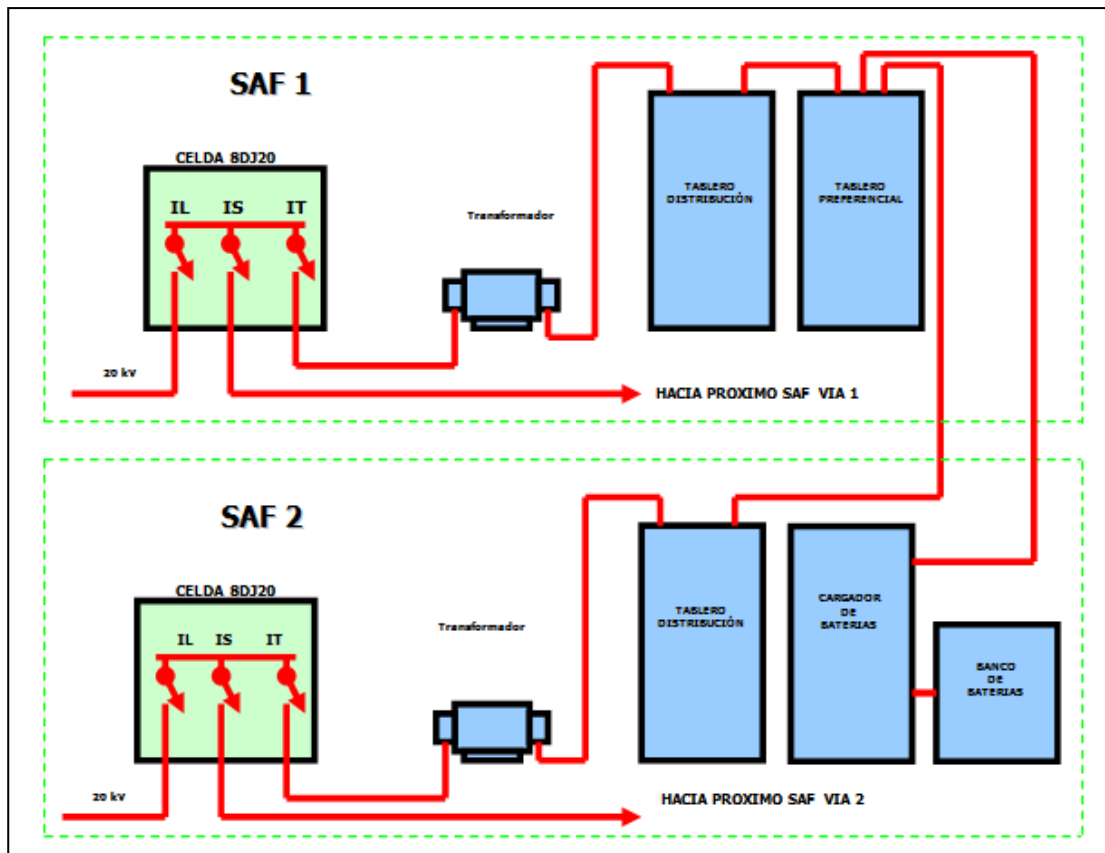 SAF 1
CELDA 8DJ20
IL IS IT
Transformador
TABLERO
DISTRIBUCIÓN
TABLERO
PREFERENCIAL
20 kV
HACIA PROXIMO SAF VIA 1
SAF 2
CELDA 8DJ20
IL IS IT
Transformador
TABLERO
DISTRIBUCIÓN
CARGADOR
DE
BATERIAS
BANCO
DE
BATERIAS
20 kV
HACIA PROXIMO SAF VIA 2